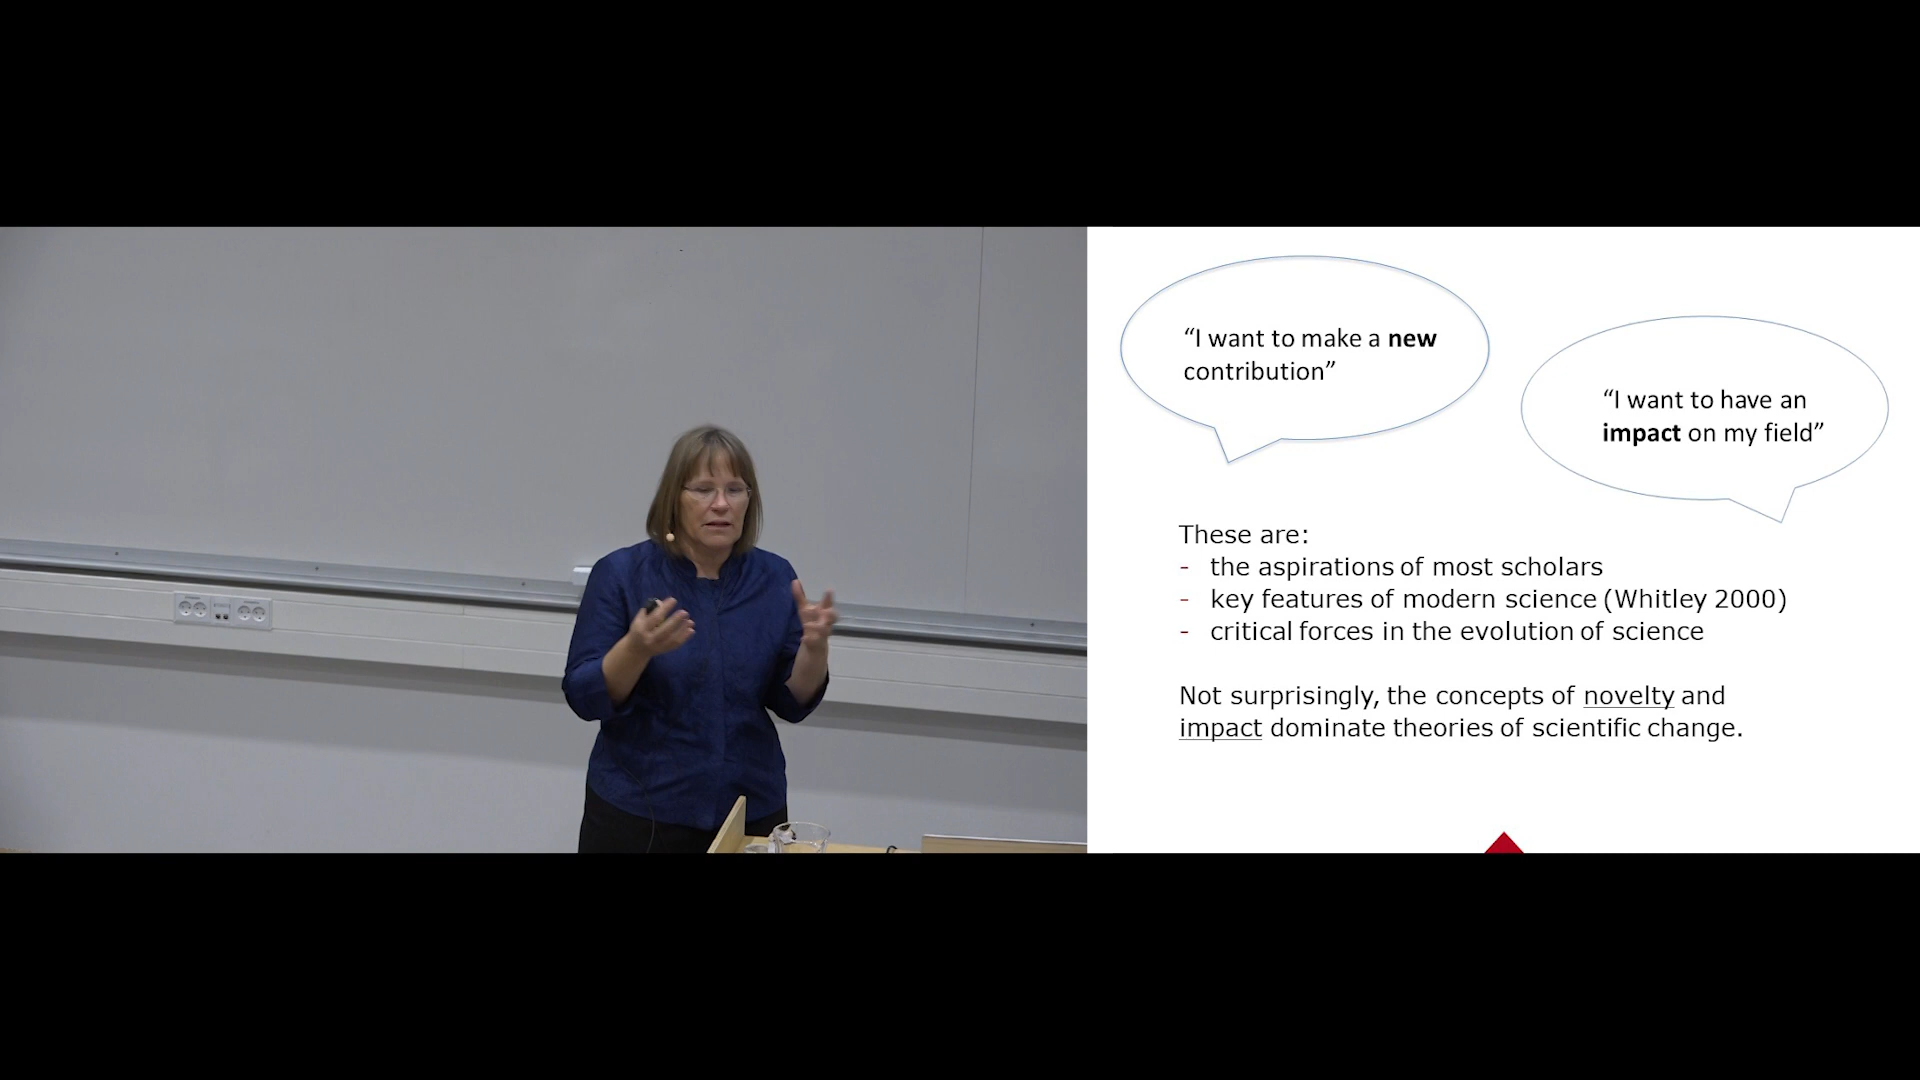 “I want to make a new
contribution”
“I want to have an
impact on my field”
These are:
- the aspirations of most scholars
- key features of modern science (Whitley 2000)
- critical forces in the evolution of science
Not surprisingly, the concepts of novelty and
impact dominate theories of scientific change.